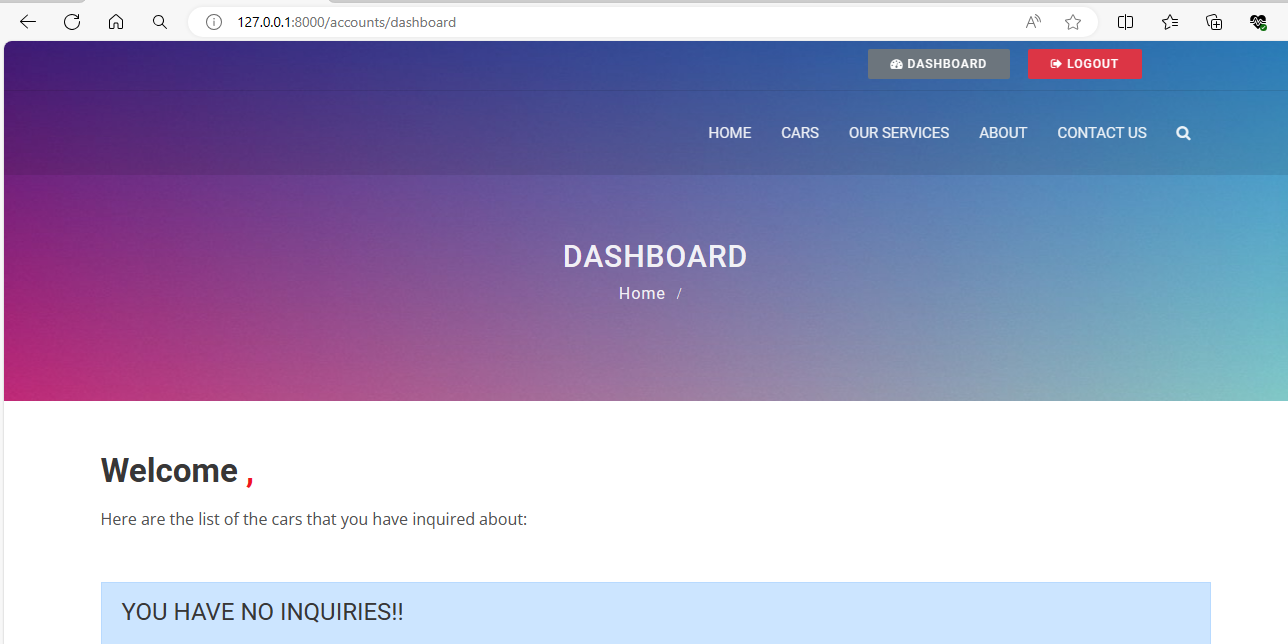 127.0.0.1:8000/accounts/dashboard
DASHBOARD
LOGOUT
HOME CARS OUR SERVICES ABOUT CONTACT US
DASHBOARD
Home /
Welcome ,
Here are the list of the cars that you have inquired about:
YOU HAVE NO INQUIRIES!!